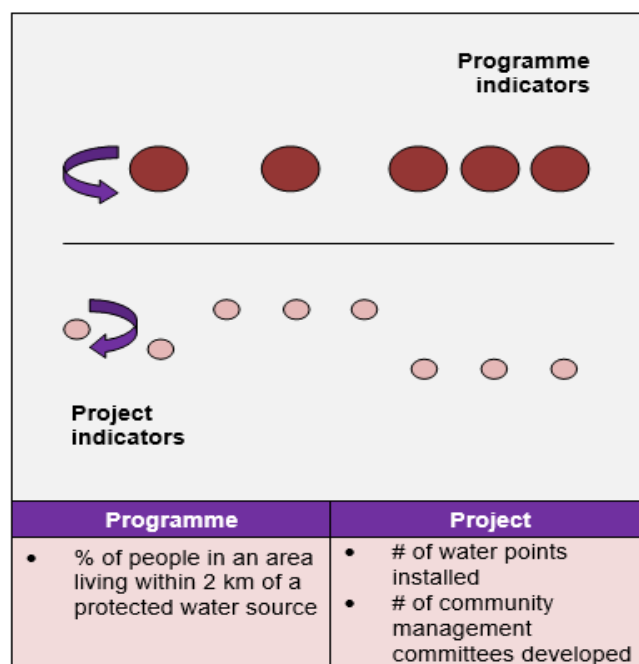 Programme
indicators
Project
indicators
Programme
Project
• % of people in an area
living within 2 km of a
protected water source
• # of water points
installed
• # of community
management
committees developed